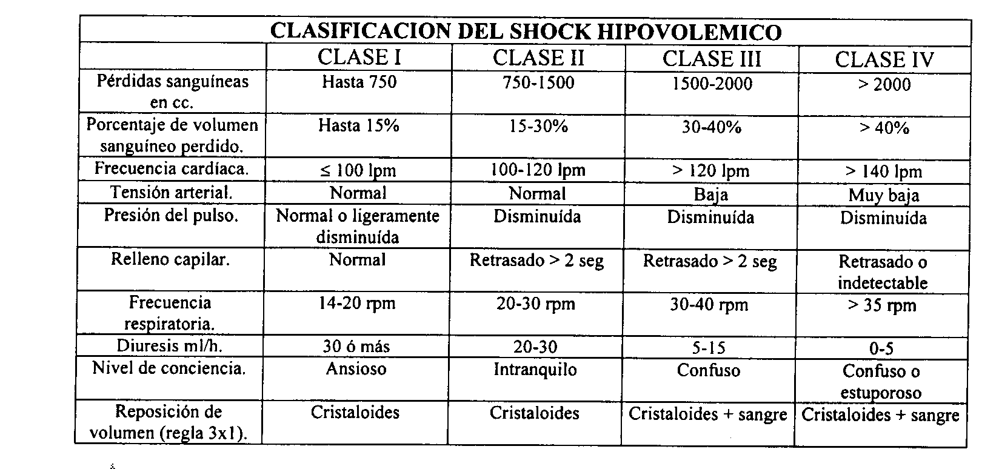 CLASIFICACION DEL SHOCK HIPOVOLEMICO
CLASE I CLASE II CLASE III CLASE IV
Pérdidas sanguíneas Hasta 750 750-1500 1500-2000 > 2000
en cc.
Porcentaje de volumen Hasta 15% 15-30% 30-40% > 40%
sanguíneo perdido.
Frecuencia cardíaca. ≤ 100 lpm 100-120 lpm > 120 lpm > 140 lpm
Tensión arterial. Normal Normal Baja Muy baja
Presión del pulso. Normal o ligeramente Disminuída Disminuída Disminuída
disminuída
Relleno capilar. Normal Retrasado > 2 seg Retrasado > 2 seg Retrasado o
indetectable
Frecuencia 14-20 rpm 20-30 rpm 30-40 rpm > 35 rpm
respiratoria.
Diuresis ml/h. 30 ó más 20-30 5-15 0-5
Nivel de conciencia. Ansioso Intranquilo Confuso Confuso o
estuporoso
Reposición de Cristaloides Cristaloides Cristaloides + sangre Cristaloides + sangre
volumen (regla 3x1).